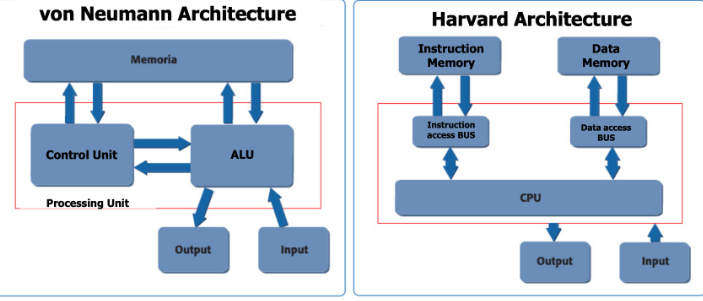 von Neumann Architecture
Memoria
Control Unit
ALU
Processing Unit
Output
Input
Harvard Architecture
Instruction
Memory
Data
Memory
Instruction
access BUS
Data access
BUS
CPU
Output
Input